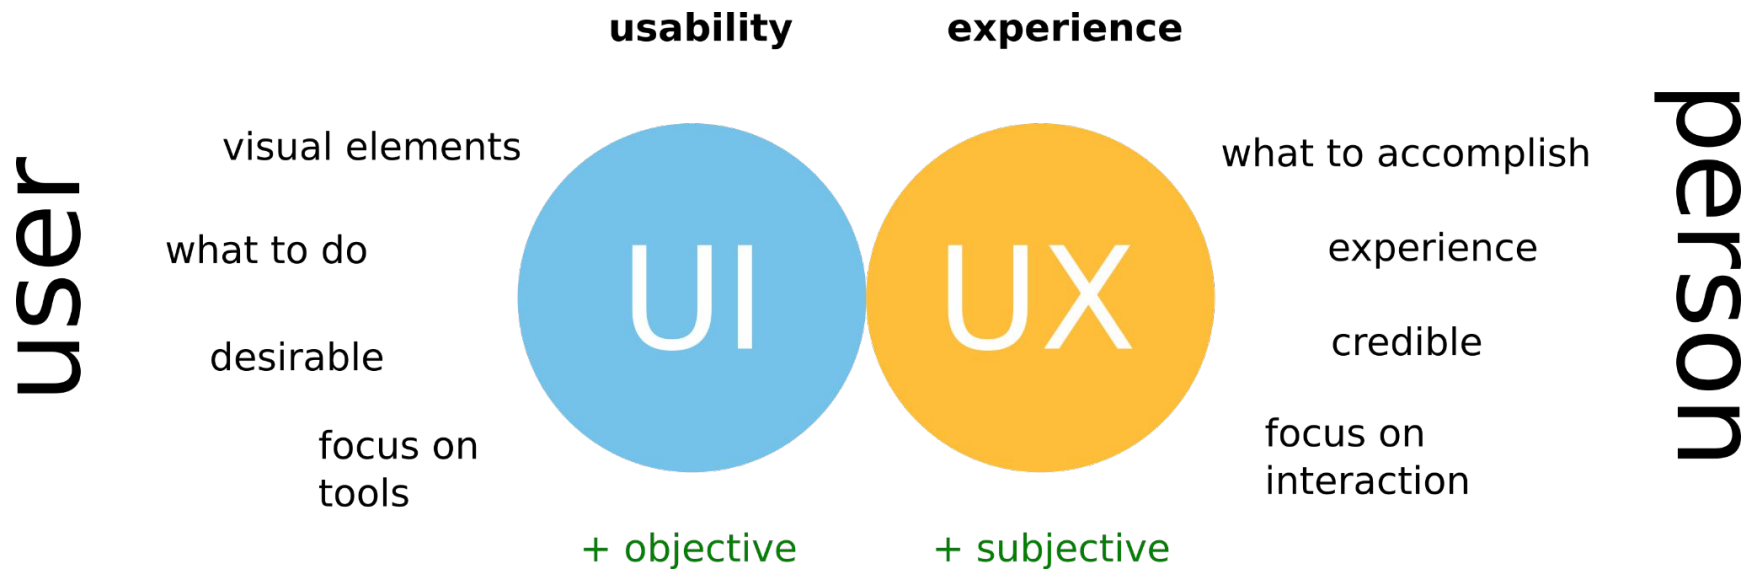 usability
experience
user
visual elements
what to do
desirable
focus on
tools
UI
UX
what to accomplish
experience
credible
focus on
interaction
person
+ objective
+ subjective